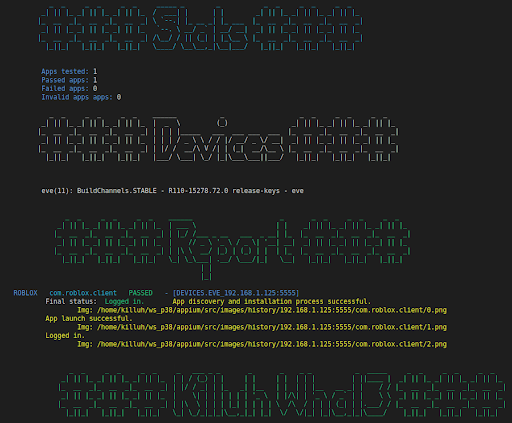 ### Stats ###
Apps tested: 1
Passed apps: 1
Failed apps: 0
Invalid apps apps: 0
### Devices ###
eve(11): BuildChannels.STABLE - R110-15278.72.0 release-keys - eve
### Report ###
ROBLOX com.roblox.client PASSED - [DEVICES.EVE_192.168.1.125:5555]
Final status: Logged in. App discovery and installation process successful.
Img: /home/killuh/ws_p38/appium/src/images/history/192.168.1.125:5555/com.roblox.client/0.png
App launch successful.
Img: /home/killuh/ws_p38/appium/src/images/history/192.168.1.125:5555/com.roblox.client/1.png
Logged in.
Img: /home/killuh/ws_p38/appium/src/images/history/192.168.1.125:5555/com.roblox.client/2.png